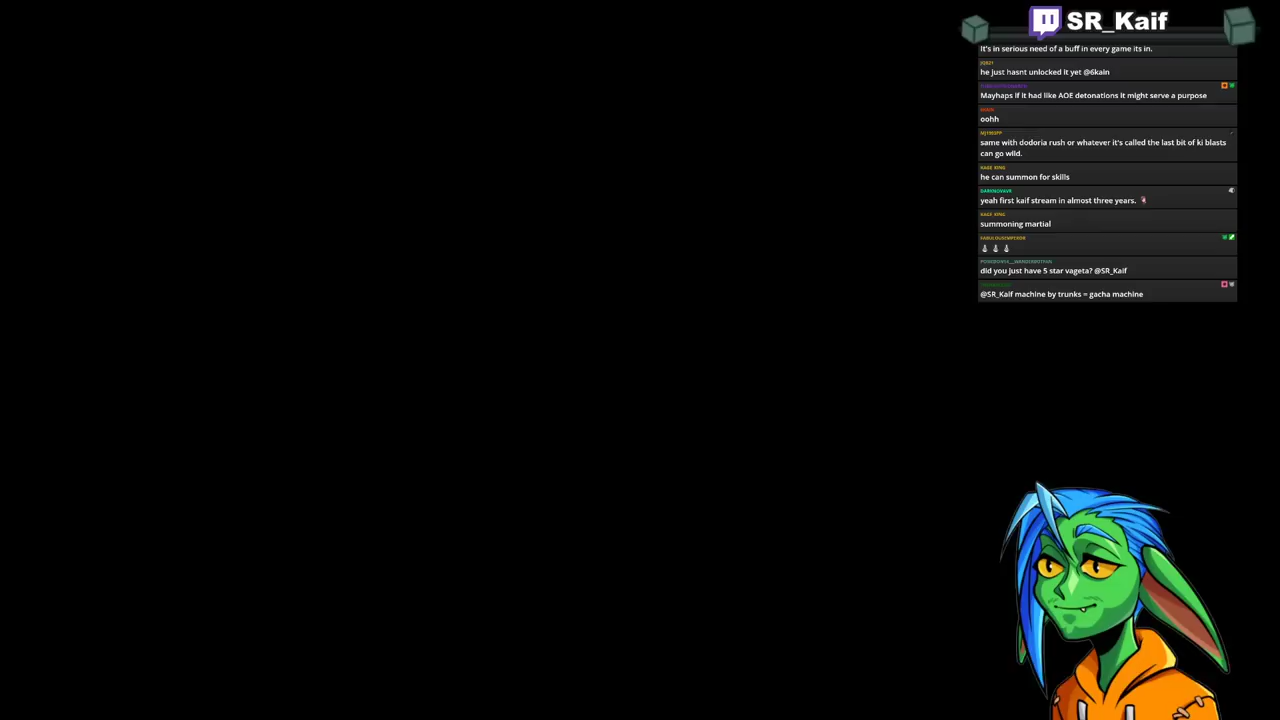 SR_Kaif
It's in serious need of a buff in every game its in.
he just hasnt unlocked it yet @6kain
Mayhaps if it had like AOE detonations it might serve a purpose
oohh
same with dodoria rush or whatever it's called the last bit of ki blasts
can go wild.
KAGE_KING
he can summon for skills
DARKNOVAVR
yeah first kaif stream in almost three years.
KAGE_KING
summoning martial
FABULOUSEMPEROR
did you just have 5 star vageta? @SR_Kaif
@SR_Kaif machine by trunks = gacha machine